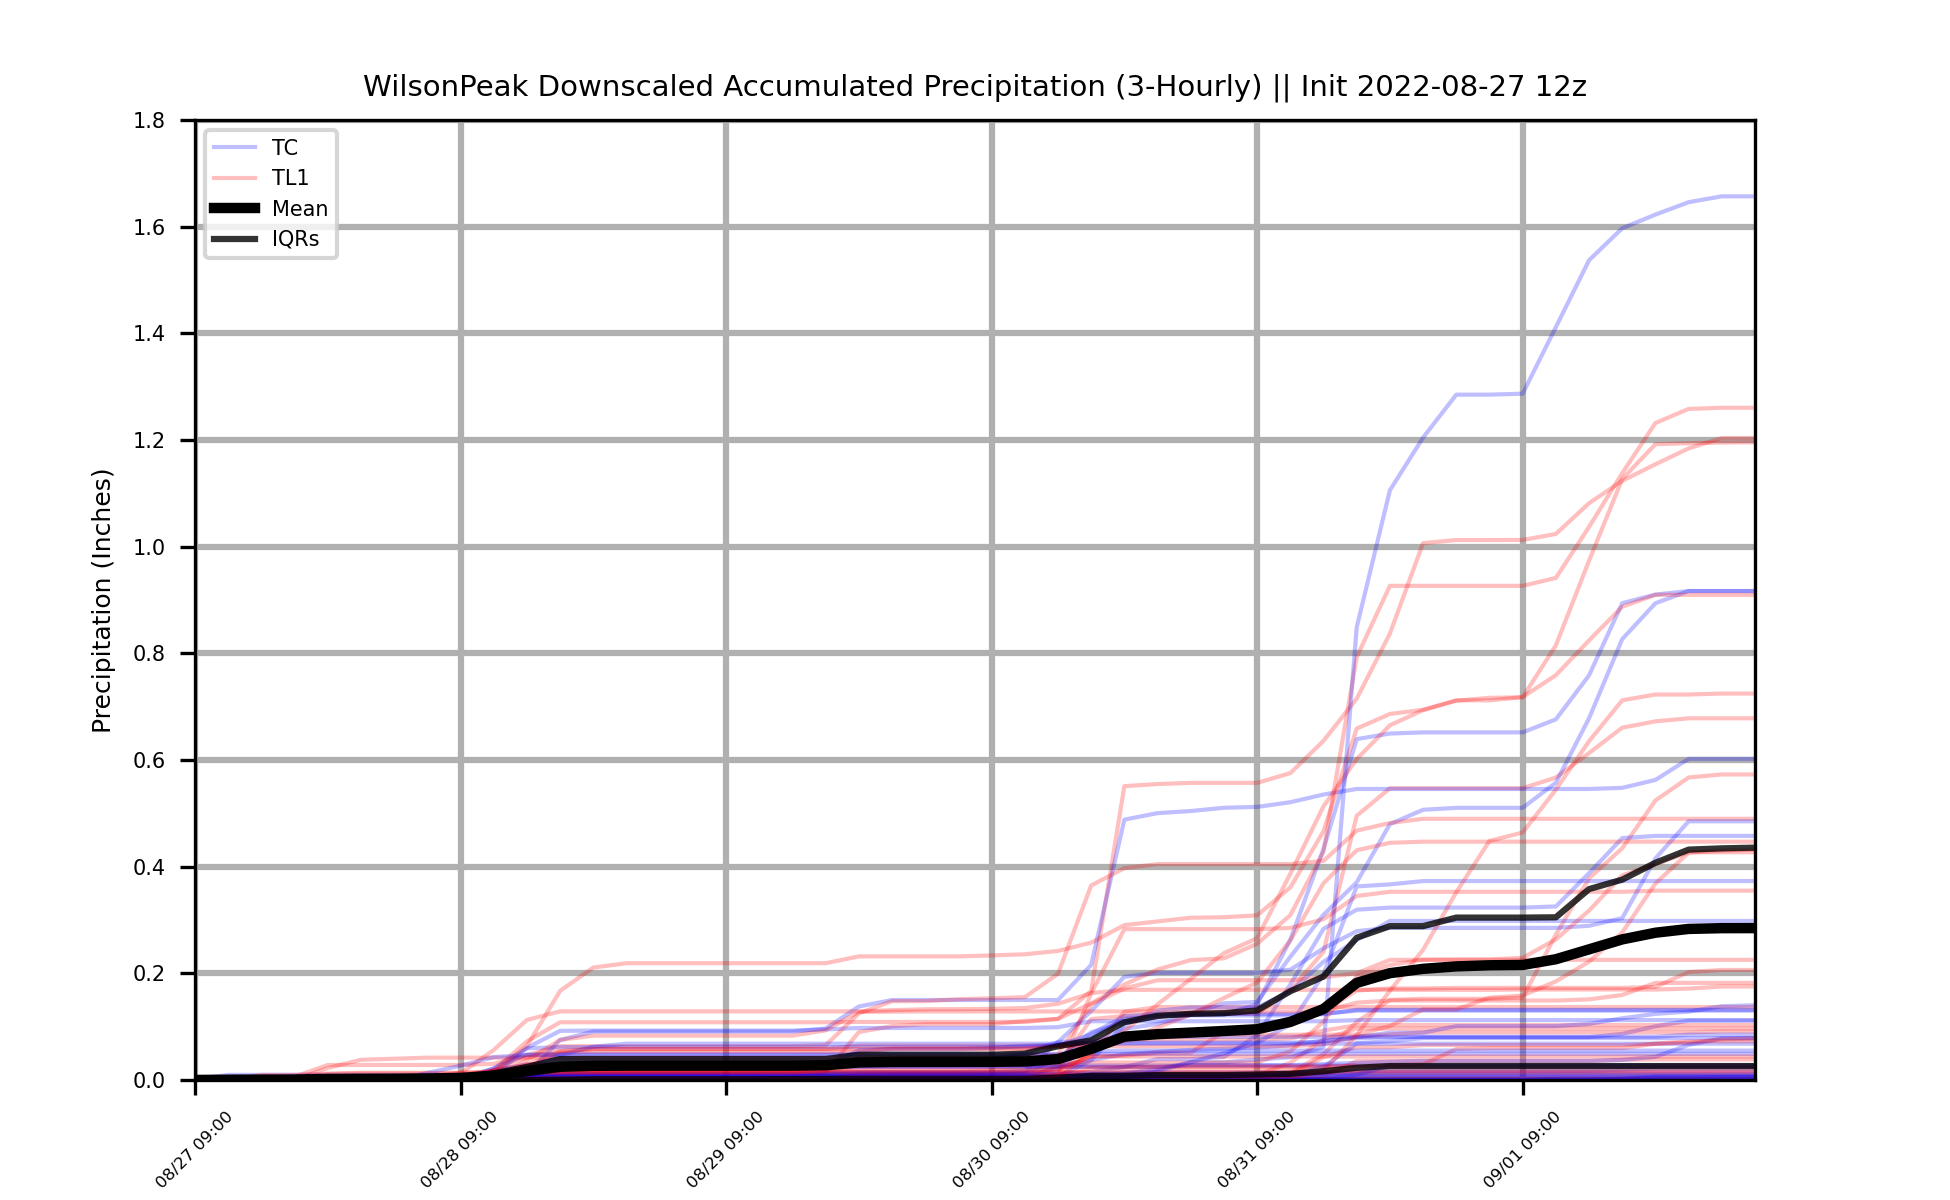 WilsonPeak Downscaled Accumulated Precipitation (3-Hourly) || Init 2022-08-27 12z
TC
TL1
Mean
IQRs
Precipitation (Inches)
1.8
1.6
1.4
1.2
1.0
0.8
0.6
0.4
0.2
0.0
08/27 09:00
08/28 09:00
08/29 09:00
08/30 09:00
08/31 09:00
09/01 09:00